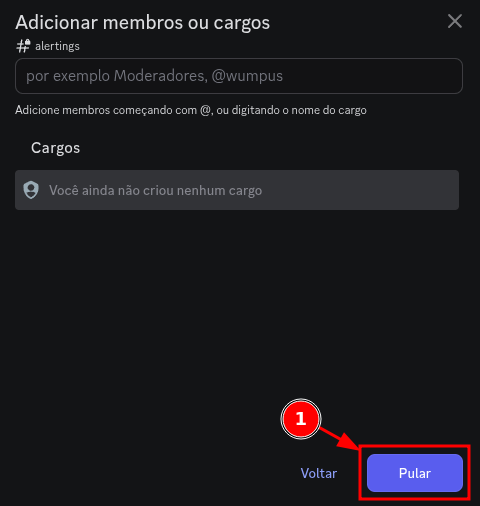 Adicionar membros ou cargos
alertings
por exemplo Moderadores, @wumpus
Adicione membros começando com @, ou digitando o nome do cargo
Cargos
Você ainda não criou nenhum cargo
1
Voltar
Pular